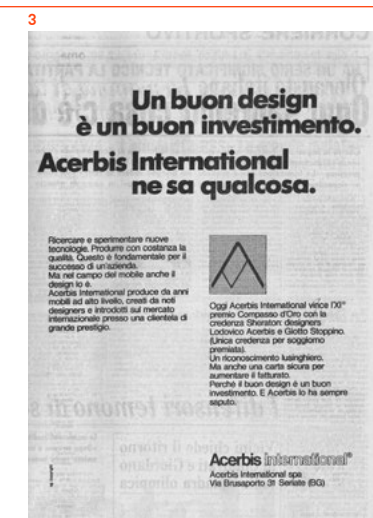 3
Un buon design
è un buon investimento.
Acerbis International
ne sa qualcosa.
Ricercare e sperimentare nuove
tecnologie. Produrre con costanza la
qualità. Questo è fondamentale per il
successo di un'azienda.
Ma nel campo del mobile anche il
design lo è.
Acerbis International produce da anni
mobili ad alto livello, creati da noti
designers e introdotti sul mercato
internazionale presso una clientela di
grande prestigio.
Oggi Acerbis International vince l'XI°
premio Compasso d'Oro con la
credenza Sheraton: designers
Lodovico Acerbis e Giotto Stoppino.
(Unica credenza per soggiorno
premiata).
Un riconoscimento lusinghiero.
Ma anche una carta sicura per
aumentare il fatturato.
Perché il buon design è un buon
investimento. E Acerbis lo ha sempre
saputo.
Acerbis International®
Acerbis International spa
Via Brusaporto 31 Seriate (BG)